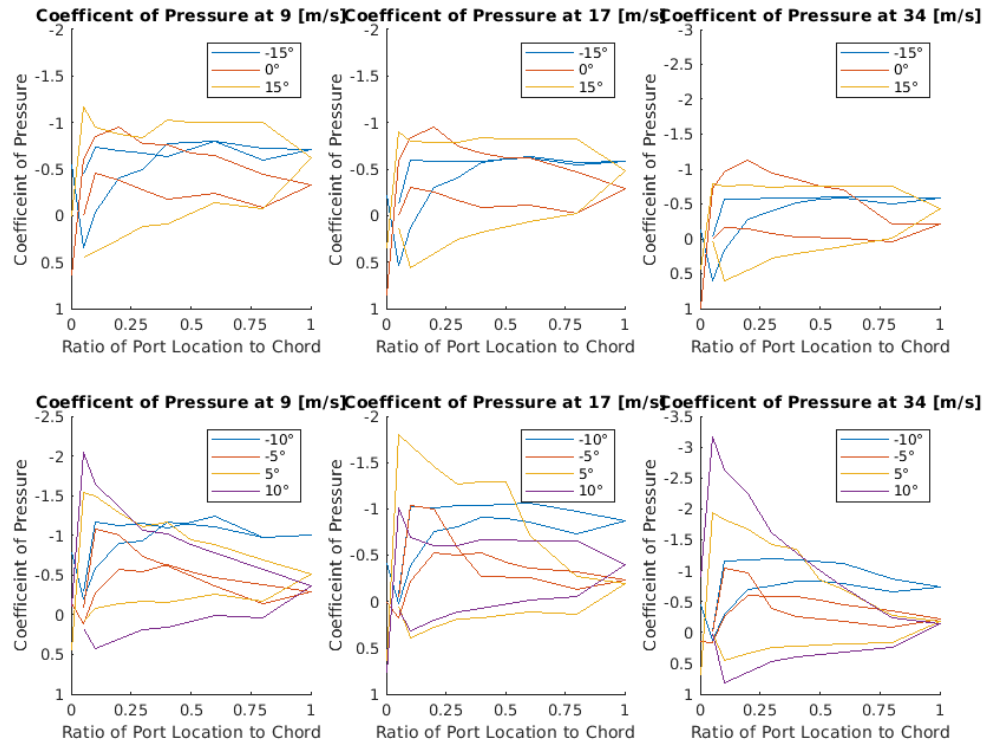 Coefficent of Pressure at 9 [m/s]
-2
-1.5
-1
-0.5
0
0.5
1
Coefficeint of Pressure
-15°
0°
15°
0 0.25 0.5 0.75 1
Ratio of Port Location to Chord
Coefficent of Pressure at 17 [m/s]
-2
-1.5
-1
-0.5
0
0.5
1
Coefficeint of Pressure
-15°
0°
15°
0 0.25 0.5 0.75 1
Ratio of Port Location to Chord
Coefficent of Pressure at 34 [m/s]
-3
-2.5
-2
-1.5
-1
-0.5
0
0.5
1
Coefficeint of Pressure
-15°
0°
15°
0 0.25 0.5 0.75 1
Ratio of Port Location to Chord
Coefficent of Pressure at 9 [m/s]
-2.5
-2
-1.5
-1
-0.5
0
0.5
1
Coefficeint of Pressure
-10°
-5°
5°
10°
0 0.25 0.5 0.75 1
Ratio of Port Location to Chord
Coefficent of Pressure at 17 [m/s]
-2
-1.5
-1
-0.5
0
0.5
1
Coefficeint of Pressure
-10°
-5°
5°
10°
0 0.25 0.5 0.75 1
Ratio of Port Location to Chord
Coefficent of Pressure at 34 [m/s]
-3.5
-3
-2.5
-2
-1.5
-1
-0.5
0
0.5
1
Coefficeint of Pressure
-10°
-5°
5°
10°
0 0.25 0.5 0.75 1
Ratio of Port Location to Chord